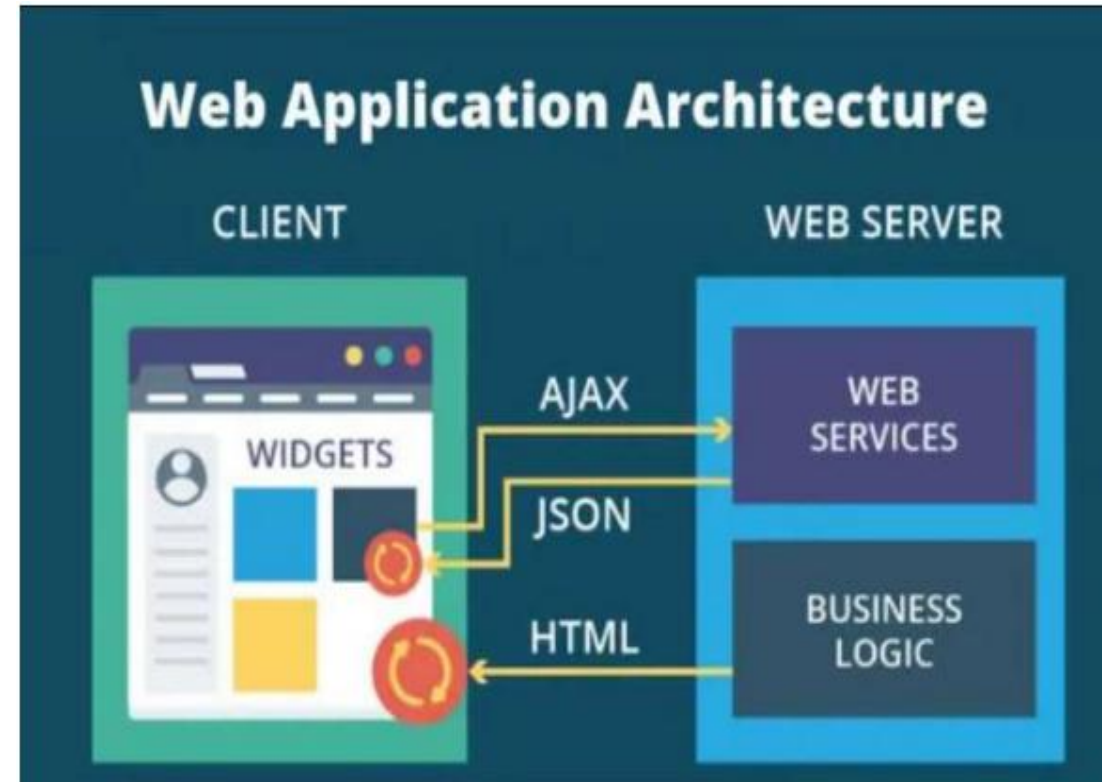 Web Application Architecture
CLIENT
WEB SERVER
WIDGETS
AJAX
JSON
HTML
WEB
SERVICES
BUSINESS
LOGIC